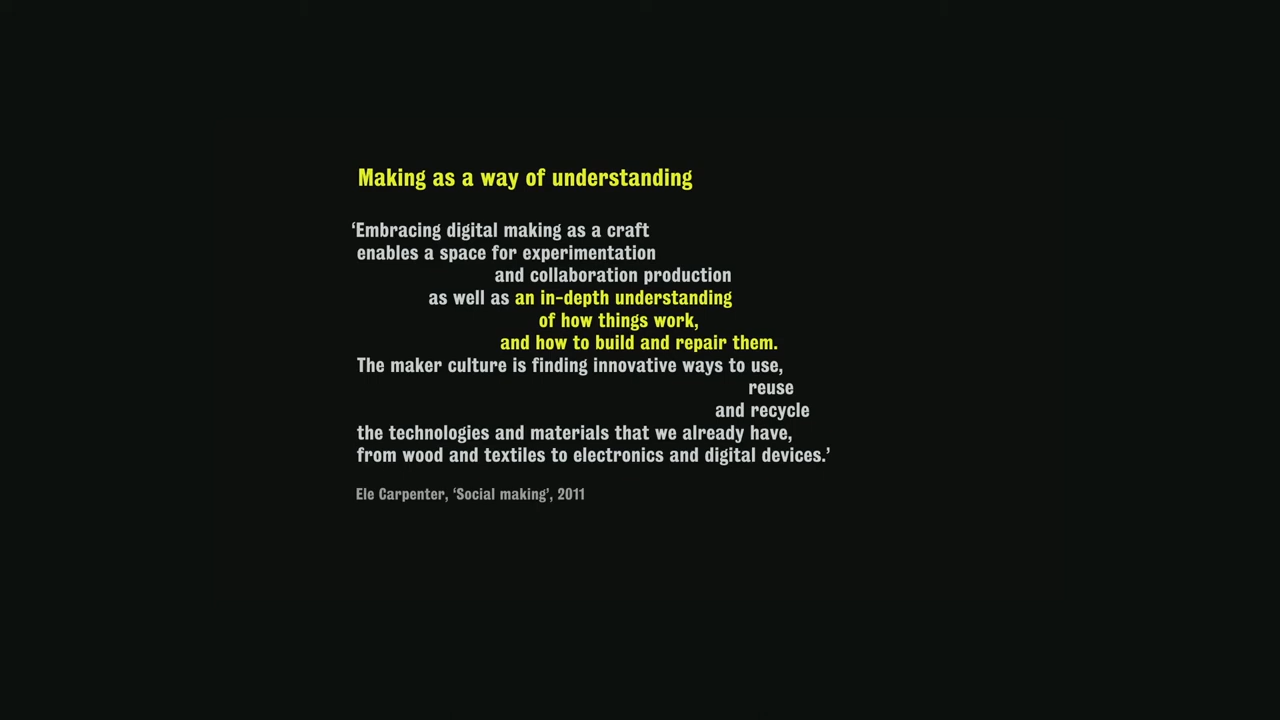 Making as a way of understanding
‘Embracing digital making as a craft
enables a space for experimentation
and collaboration production
as well as an in-depth understanding
of how things work,
and how to build and repair them.
The maker culture is finding innovative ways to use,
reuse
and recycle
the technologies and materials that we already have,
from wood and textiles to electronics and digital devices.’
Ele Carpenter, ‘Social making’, 2011